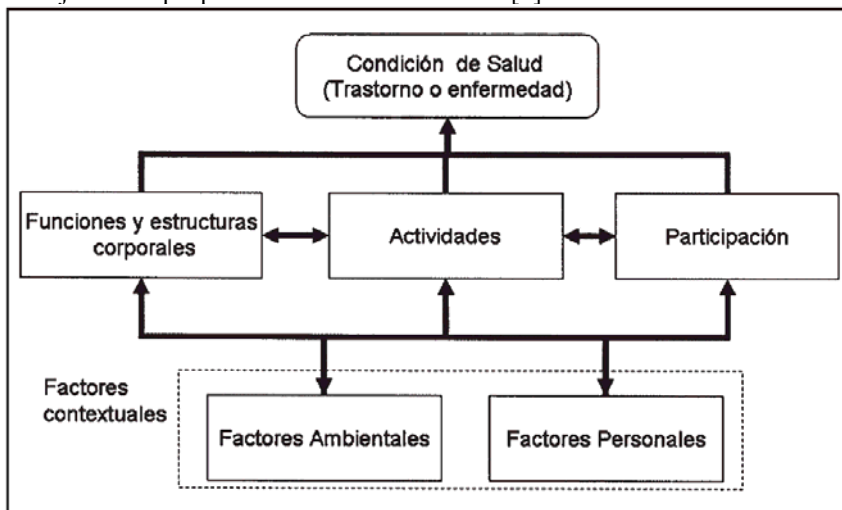 Condición de Salud
(Trastorno o enfermedad)
Funciones y estructuras
corporales
Actividades
Participación
Factores
contextuales
Factores Ambientales
Factores Personales